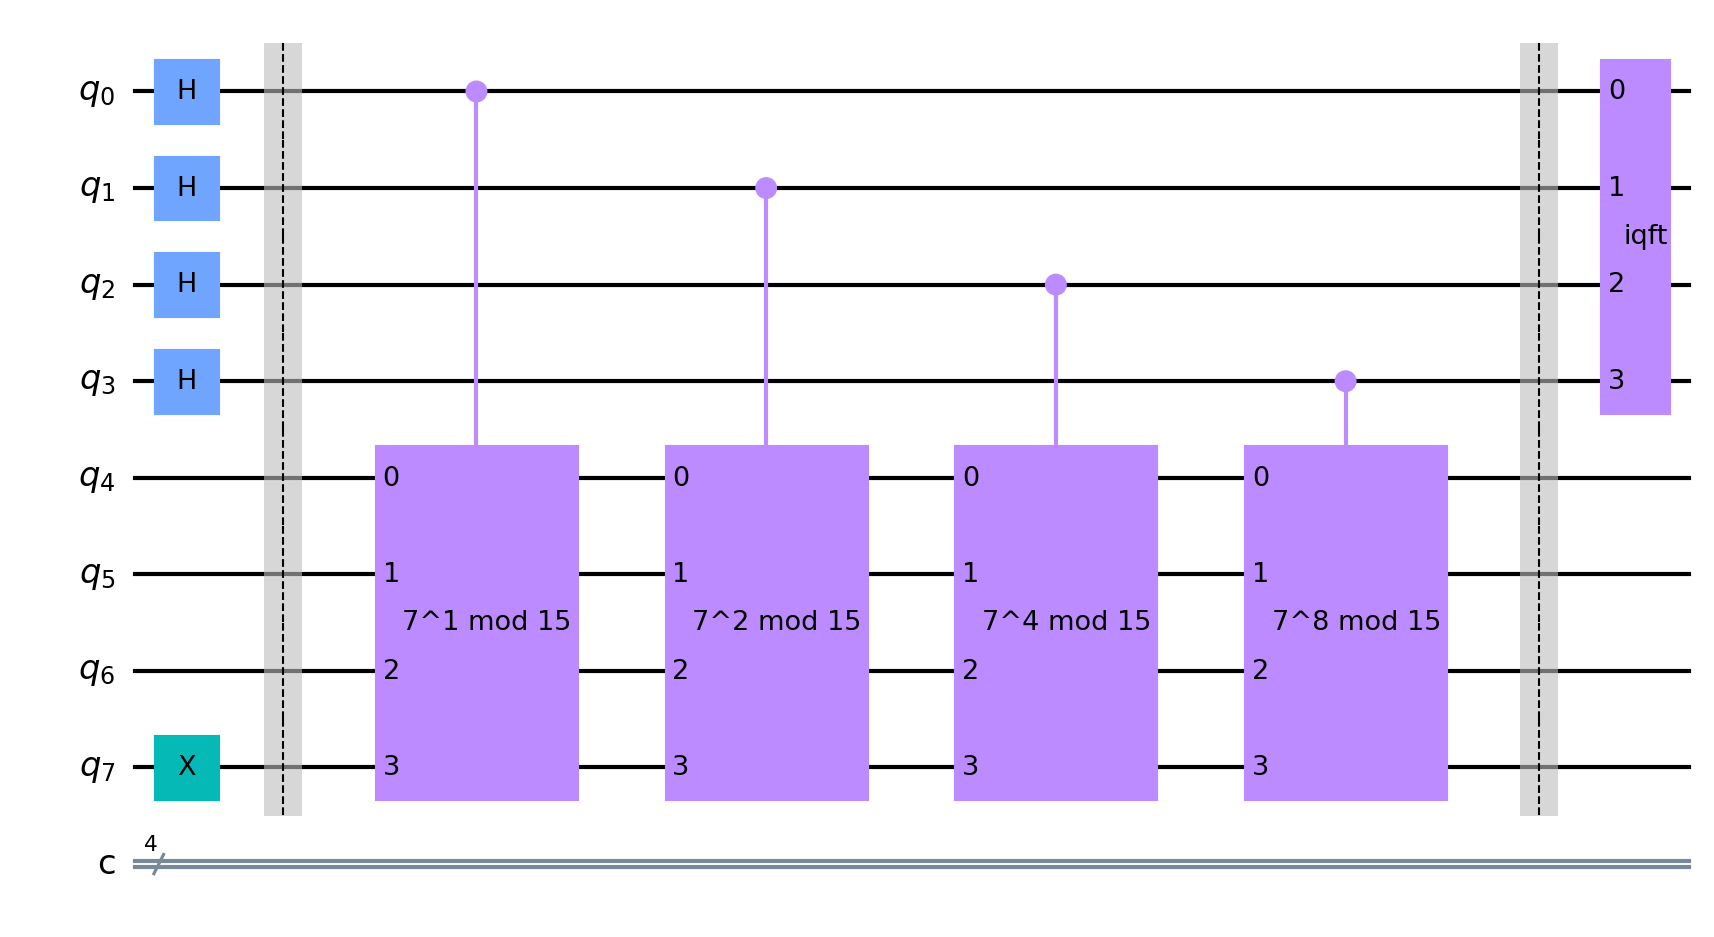 q0 H 0
q1 H 1
iqft
q2 H 2
q3 H 3
q4 0 0 0 0
q5 1 1 1 1
7^1 mod 15 7^2 mod 15 7^4 mod 15 7^8 mod 15
q6 2 2 2 2
q7 X 3 3 3 3
4
c